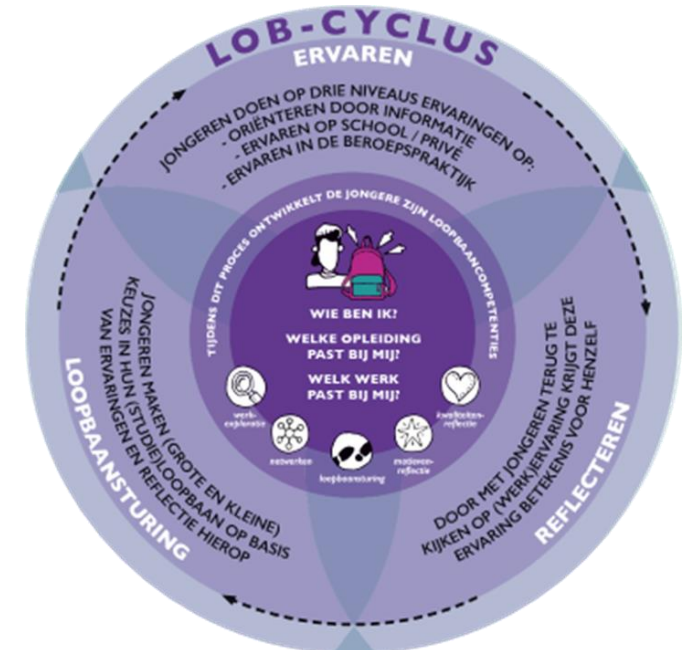 LOB-CYCLUS
ERVAREN
JONGEREN DOEN OP DRIE NIVEAUS ERVARINGEN OP:
- ORIËNTEREN DOOR INFORMATIE
- ERVAREN OP SCHOOL / PRIVÉ
- ERVAREN IN DE BEROEPSPRAKTIJK
TIJDENS DIT PROCES ONTWIKKELT DE JONGERE ZIJN LOOPBAANCOMPETENTIES
WIE BEN IK?
WELKE OPLEIDING
PAST BIJ MIJ?
WELK WERK
PAST BIJ MIJ?
werk-
exploratie
netwerken
loopbaansturing
motieven-
reflectie
kwaliteiten-
reflectie
REFLECTEREN
DOOR MET JONGEREN TERUG TE
KIJKEN OP (WERK)ERVARING KRIJGT DEZE
ERVARING BETEKENIS VOOR HENZELF
LOOPBAANSTURING
JONGEREN MAKEN (GROTE EN KLEINE)
KEUZES IN HUN (STUDIE)LOOPBAAN OP BASIS
VAN ERVARINGEN EN REFLECTIE HIEROP